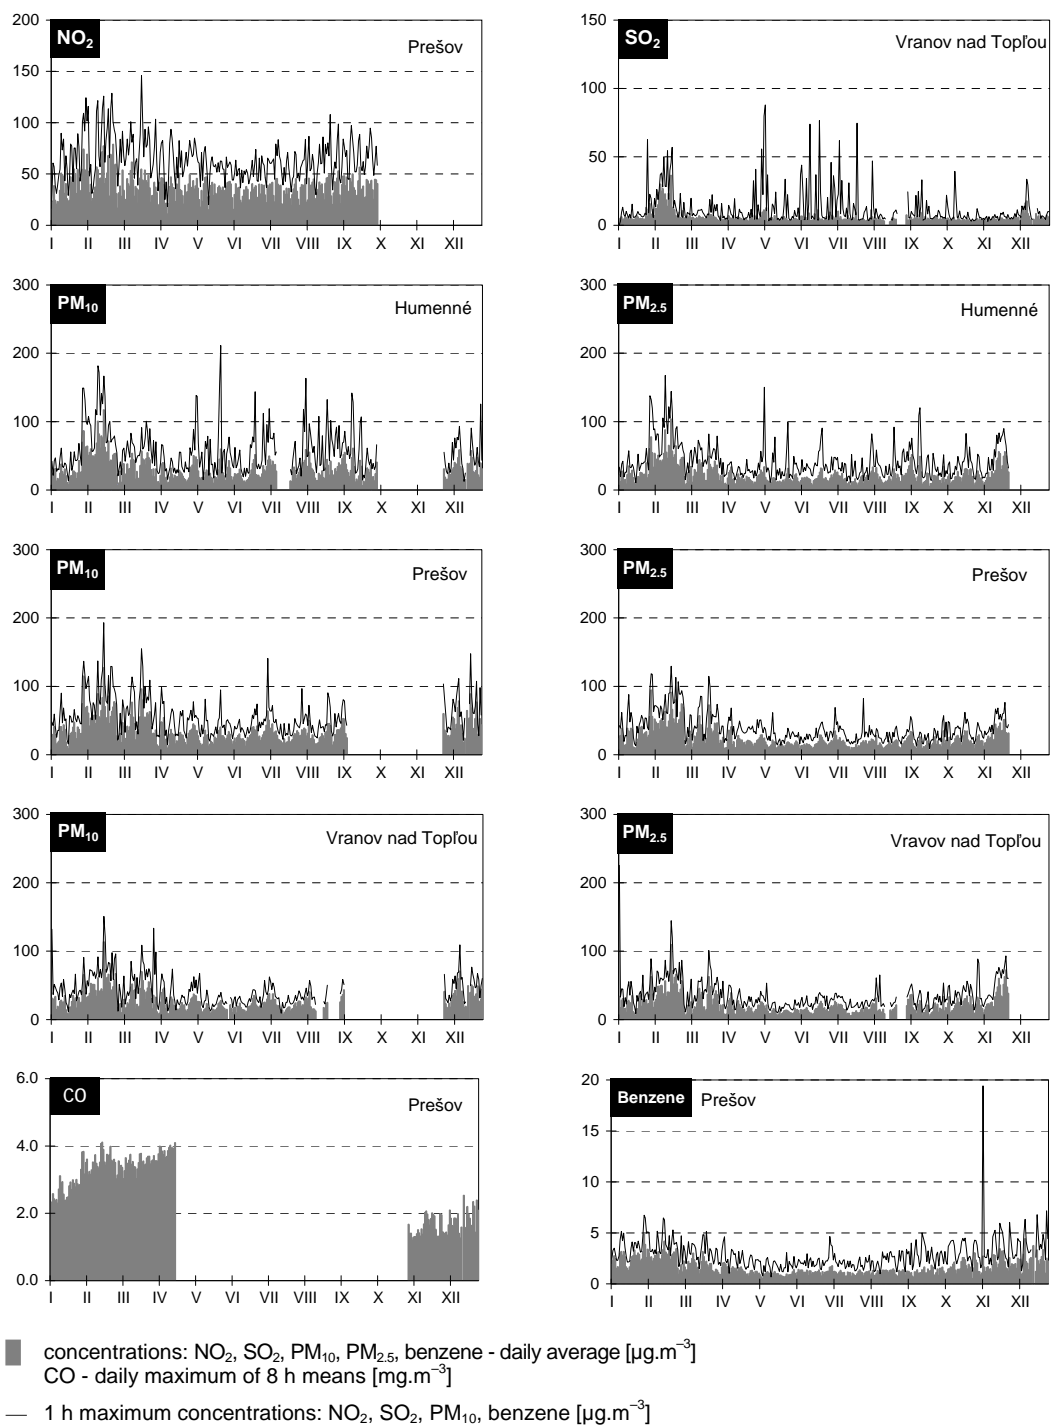 200
150
100
50
0
NO₂
Prešov
I II III IV V VI VII VIII IX X XI XII
150
100
50
0
SO₂
Vranov nad Topľou
I II III IV V VI VII VIII IX X XI XII
300
200
100
0
PM₁₀
Humenné
I II III IV V VI VII VIII IX X XI XII
300
200
100
0
PM₂.₅
Humenné
I II III IV V VI VII VIII IX X XI XII
300
200
100
0
PM₁₀
Prešov
I II III IV V VI VII VIII IX X XI XII
300
200
100
0
PM₂.₅
Prešov
I II III IV V VI VII VIII IX X XI XII
300
200
100
0
PM₁₀
Vranov nad Topľou
I II III IV V VI VII VIII IX X XI XII
300
200
100
0
PM₂.₅
Vravov nad Topľou
I II III IV V VI VII VIII IX X XI XII
6.0
4.0
2.0
0.0
CO
Prešov
I II III IV V VI VII VIII IX X XI XII
20
15
10
5
0
Benzene
Prešov
I II III IV V VI VII VIII IX X XI XII
concentrations: NO₂, SO₂, PM₁₀, PM₂.₅, benzene - daily average [µg.m⁻³]
CO - daily maximum of 8 h means [mg.m⁻³]
1 h maximum concentrations: NO₂, SO₂, PM₁₀, benzene [µg.m⁻³]